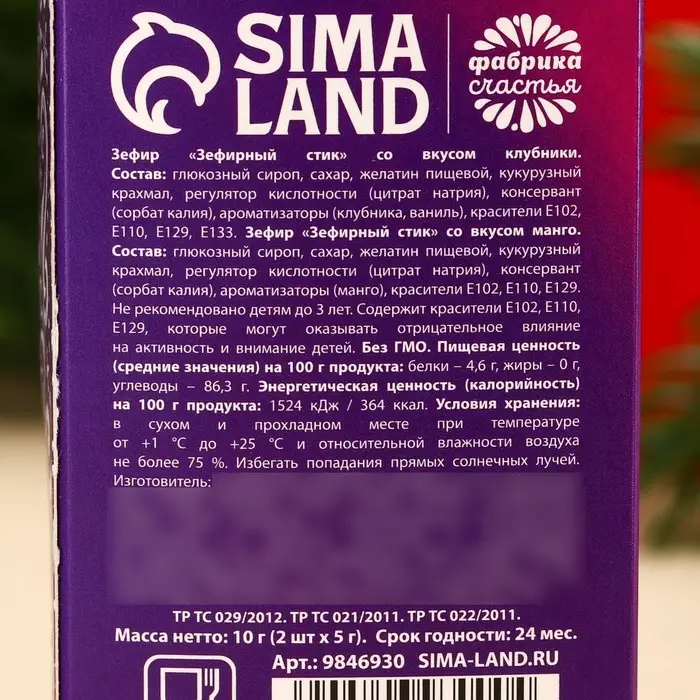 SIMA
LAND
фабрика
счастья
Зефир «Зефирный стик» со вкусом клубники.
Состав: глюкозный сироп, сахар, желатин пищевой, кукурузный
крахмал, регулятор кислотности (цитрат натрия), консервант
(сорбат калия), ароматизаторы (клубника, ваниль), красители Е102,
Е110, Е129, Е133. Зефир «Зефирный стик» со вкусом манго.
Состав: глюкозный сироп, сахар, желатин пищевой, кукурузный
крахмал, регулятор кислотности (цитрат натрия), консервант
(сорбат калия), ароматизаторы (манго), красители Е102, Е110, Е129.
Не рекомендовано детям до 3 лет. Содержит красители Е102, Е110,
Е129, которые могут оказывать отрицательное влияние
на активность и внимание детей. Без ГМО. Пищевая ценность
(средние значения) на 100 г продукта: белки – 4,6 г, жиры – 0 г,
углеводы – 86,3 г. Энергетическая ценность (калорийность)
на 100 г продукта: 1524 кДж / 364 ккал. Условия хранения:
в сухом и прохладном месте при температуре
от +1 °C до +25 °C и относительной влажности воздуха
не более 75 %. Избегать попадания прямых солнечных лучей.
Изготовитель:
ТР ТС 029/2012. ТР ТС 021/2011. ТР ТС 022/2011.
Масса нетто: 10 г (2 шт х 5 г). Срок годности: 24 мес.
Арт.: 9846930 SIMA-LAND.RU